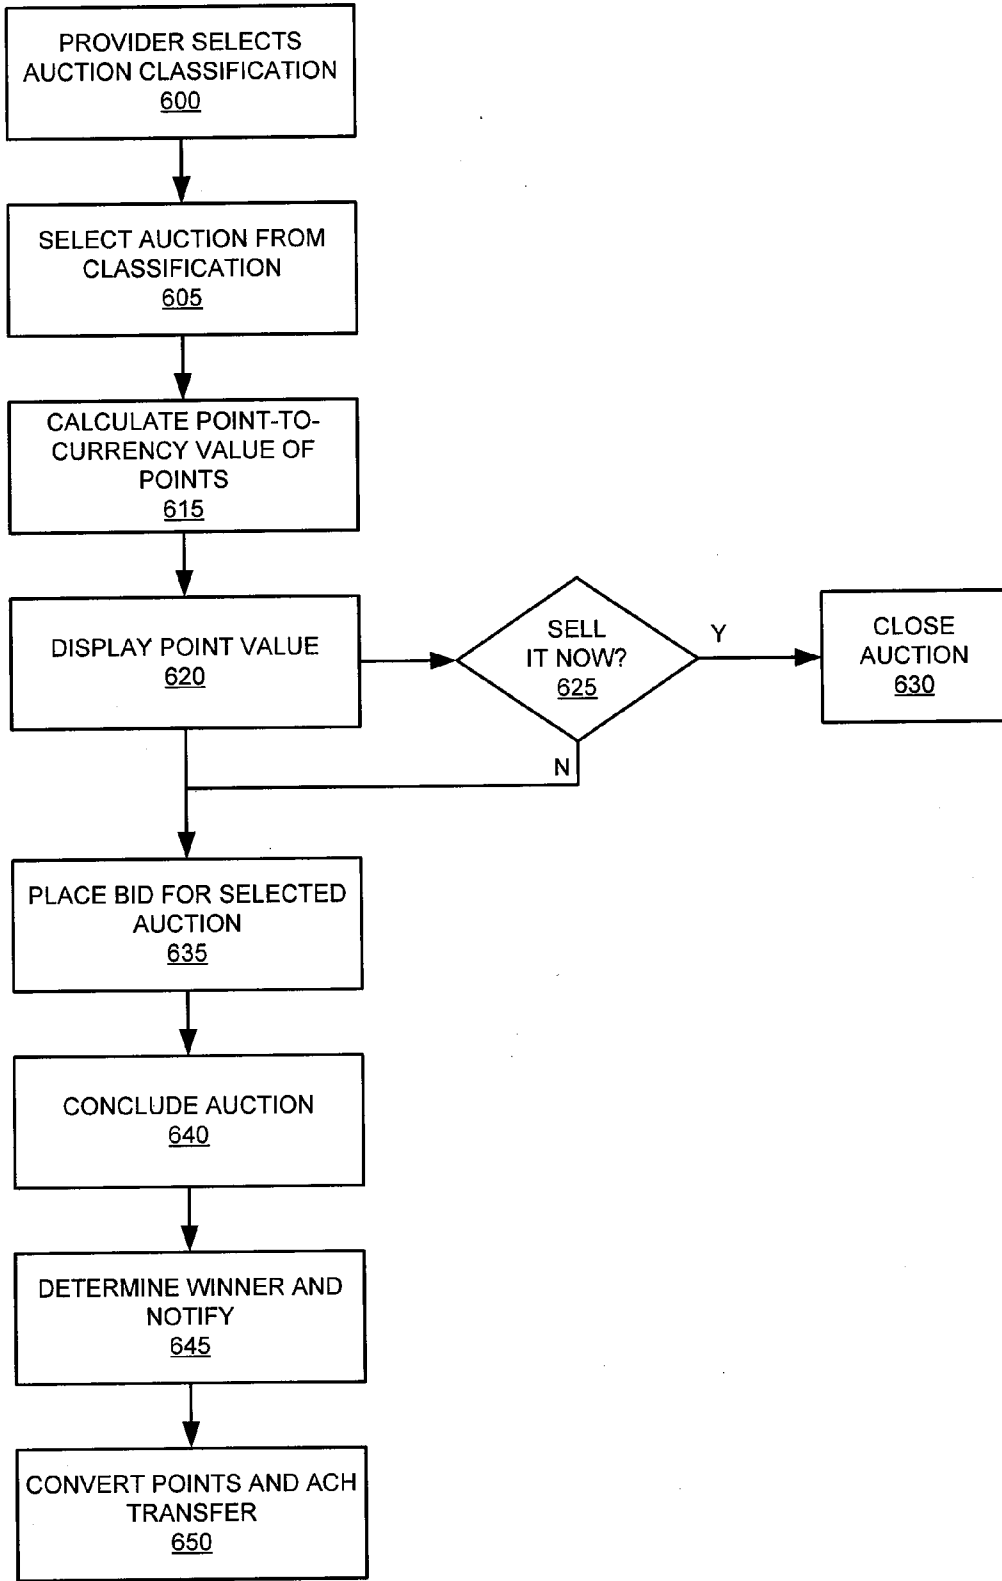 PROVIDER SELECTS
AUCTION CLASSIFICATION
600
SELECT AUCTION FROM
CLASSIFICATION
605
CALCULATE POINT-TO-
CURRENCY VALUE OF
POINTS
615
DISPLAY POINT VALUE
620
SELL
IT NOW?
625
Y
CLOSE
AUCTION
630
N
PLACE BID FOR SELECTED
AUCTION
635
CONCLUDE AUCTION
640
DETERMINE WINNER AND
NOTIFY
645
CONVERT POINTS AND ACH
TRANSFER
650